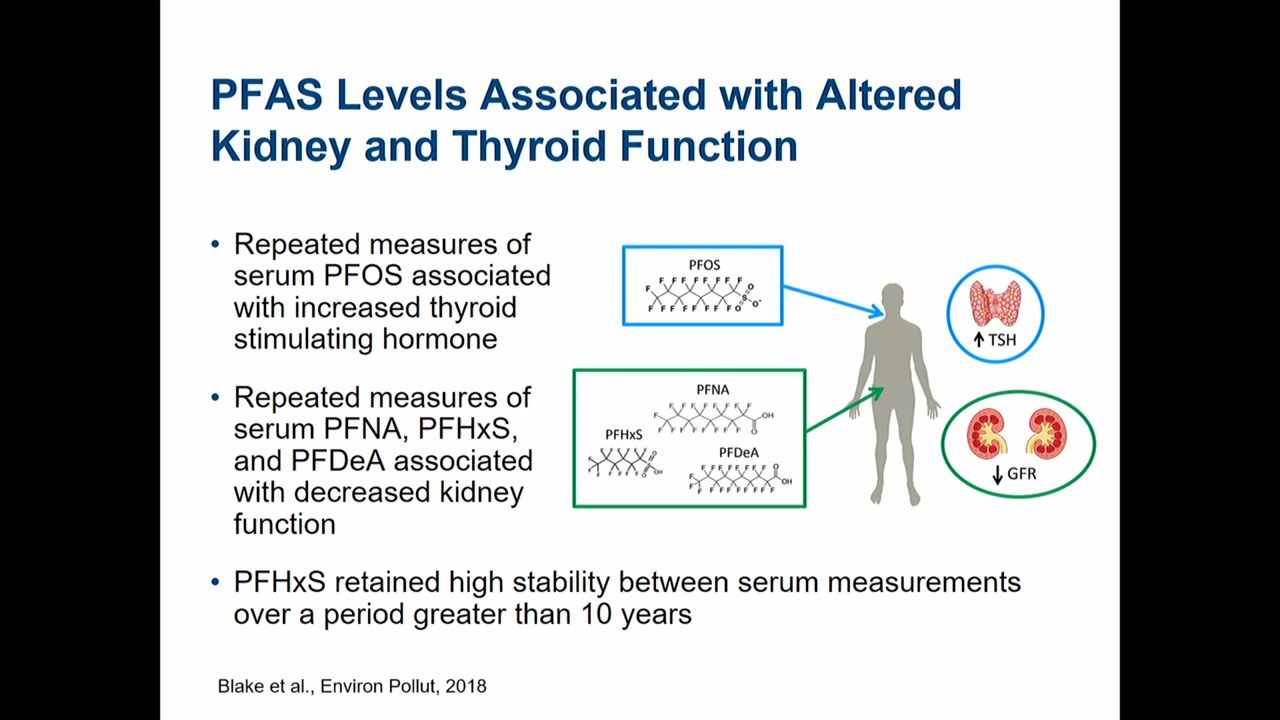 PFAS Levels Associated with Altered
Kidney and Thyroid Function
• Repeated measures of
serum PFOS associated
with increased thyroid
stimulating hormone
• Repeated measures of
serum PFNA, PFHxS,
and PFDeA associated
with decreased kidney
function
• PFHxS retained high stability between serum measurements
over a period greater than 10 years
PFOS
↑ TSH
PFNA
PFHxS
PFDeA
↓ GFR
Blake et al., Environ Pollut, 2018